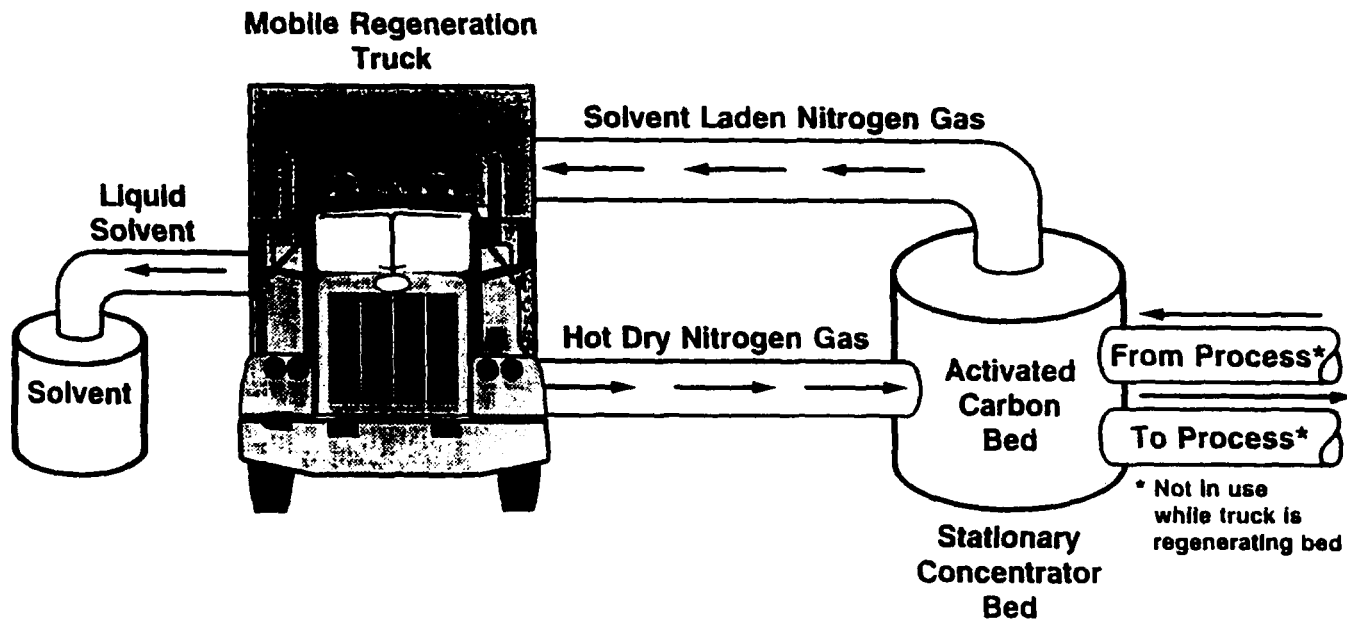 Mobile Regeneration
Truck
Solvent Laden Nitrogen Gas
Liquid
Solvent
Hot Dry Nitrogen Gas
Solvent
Activated
Carbon
Bed
From Process*
To Process*
* Not in use
while truck is
regenerating bed
Stationary
Concentrator
Bed